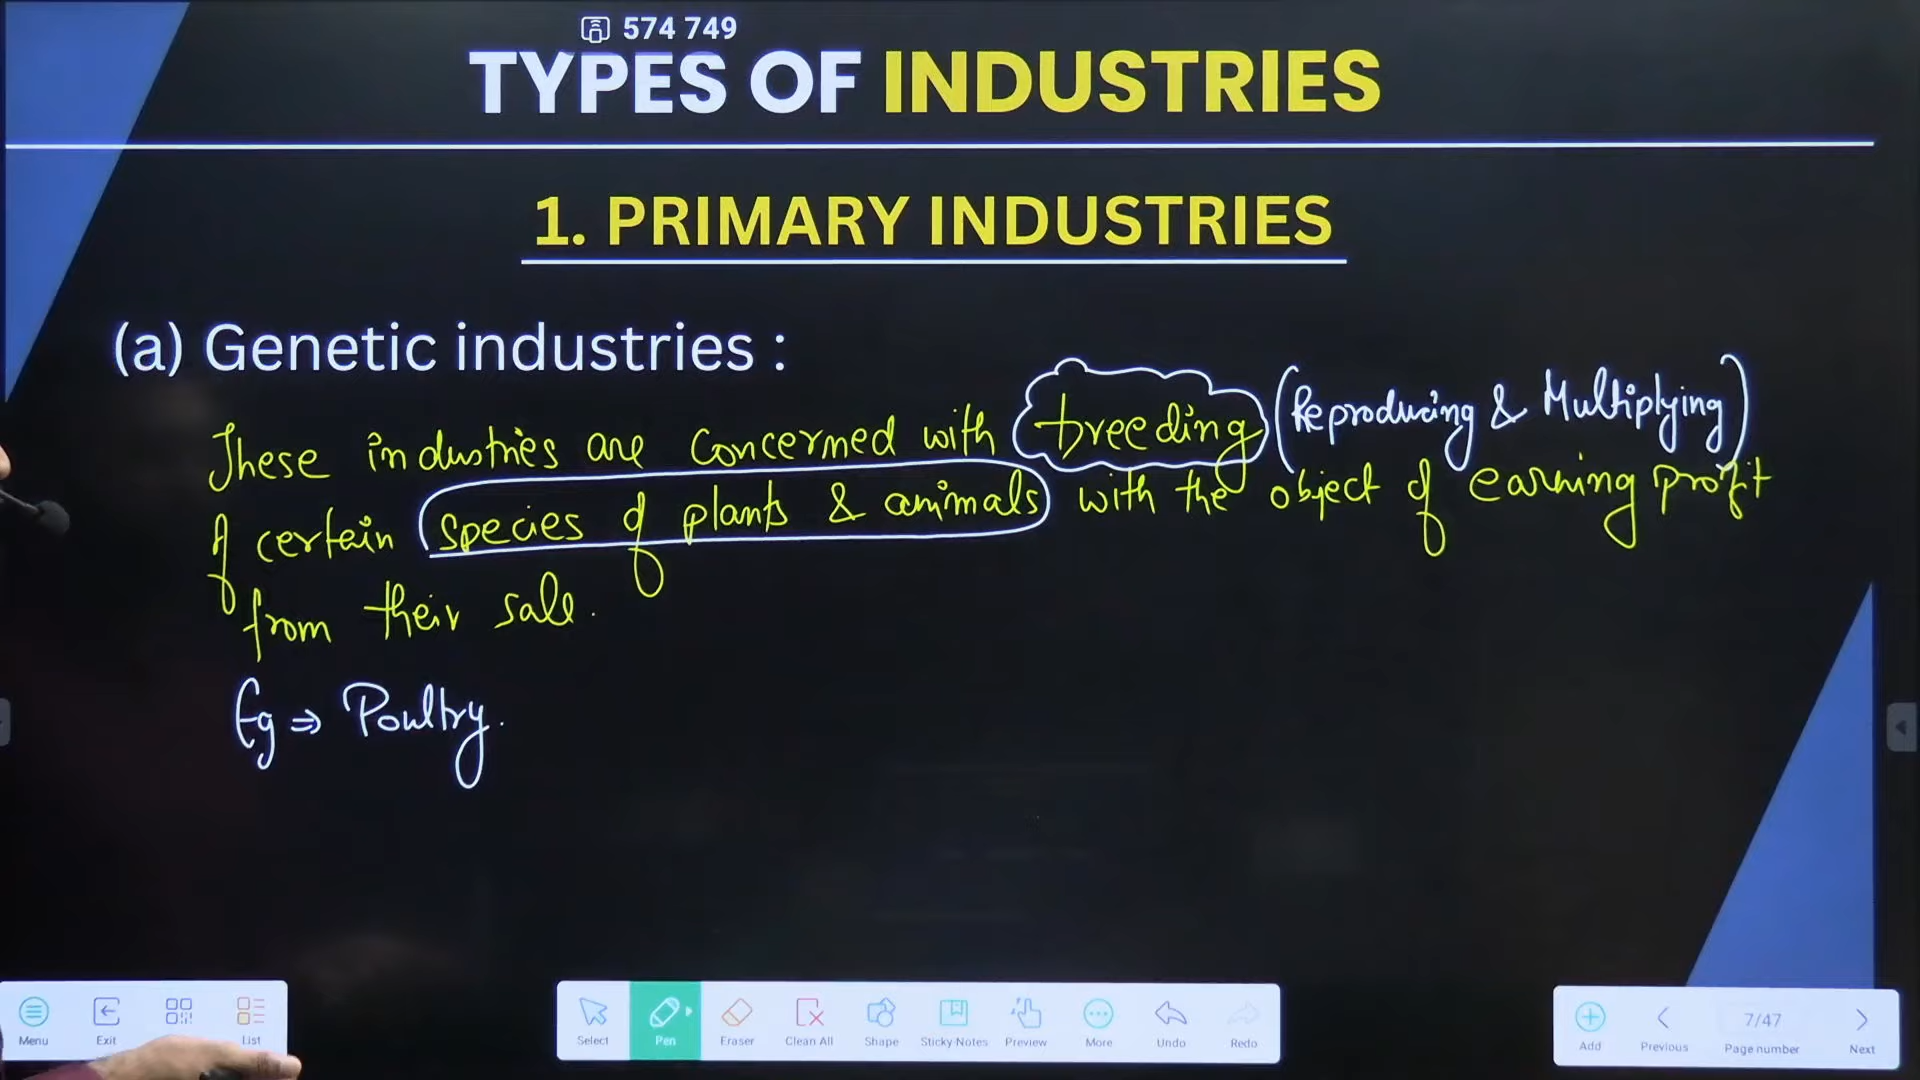 574 749
TYPES OF INDUSTRIES
1. PRIMARY INDUSTRIES
(a) Genetic industries :
These industries are concerned with breeding (Reproducing & Multiplying)
of certain species of plants & animals with the object of earning profit
from their sale.
Eg ⇒ Poultry.
Menu Exit List Select Pen Eraser Clean All Shape Sticky-Notes Preview More Undo Redo Add Previous 7/47 Page number Next